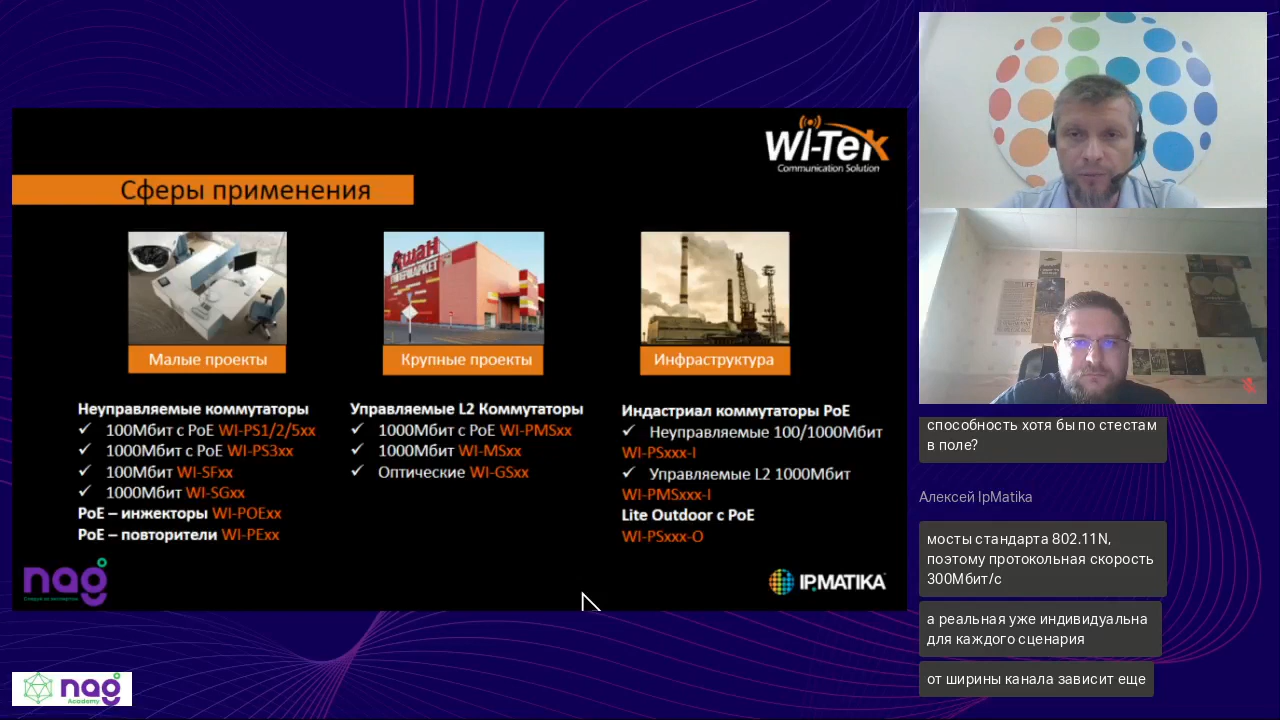 Wi-Tek
Communication Solution
Сферы применения
Ашан
ГИПЕРМАРКЕТ
Малые проекты
Крупные проекты
Инфраструктура
Неуправляемые коммутаторы
✓ 100Мбит с PoE WI-PS1/2/5xx
✓ 1000Мбит с PoE WI-PS3xx
✓ 100Мбит WI-SFxx
✓ 1000Мбит WI-SGxx
PoE – инжекторы WI-POExx
PoE – повторители WI-PExx
Управляемые L2 Коммутаторы
✓ 1000Мбит с PoE WI-PMSxx
✓ 1000Мбит WI-MSxx
✓ Оптические WI-GSxx
Индастриал коммутаторы PoE
✓ Неуправляемые 100/1000Мбит
WI-PSxxx-I
✓ Управляемые L2 1000Мбит
WI-PMSxxx-I
Lite Outdoor с PoE
WI-PSxxx-O
nag
IPMATIKA
nag
Academy
LIFE
способность хотя бы по стестам
в поле?
Алексей IpMatika
мосты стандарта 802.11N,
поэтому протокольная скорость
300Мбит/с
а реальная уже индивидуальна
для каждого сценария
от ширины канала зависит еще